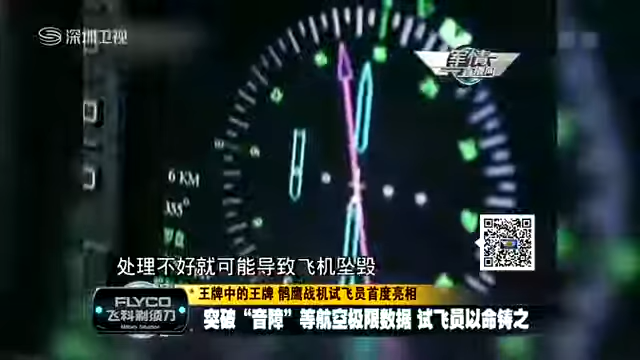 深圳卫视
6 KM
355°
处理不好就可能导致飞机坠毁
王牌中的王牌 鹘鹰战机试飞员首度亮相
FLYCO
飞科剃须刀
Military Situation
突破“音障”等航空极限数据 试飞员以命铸之